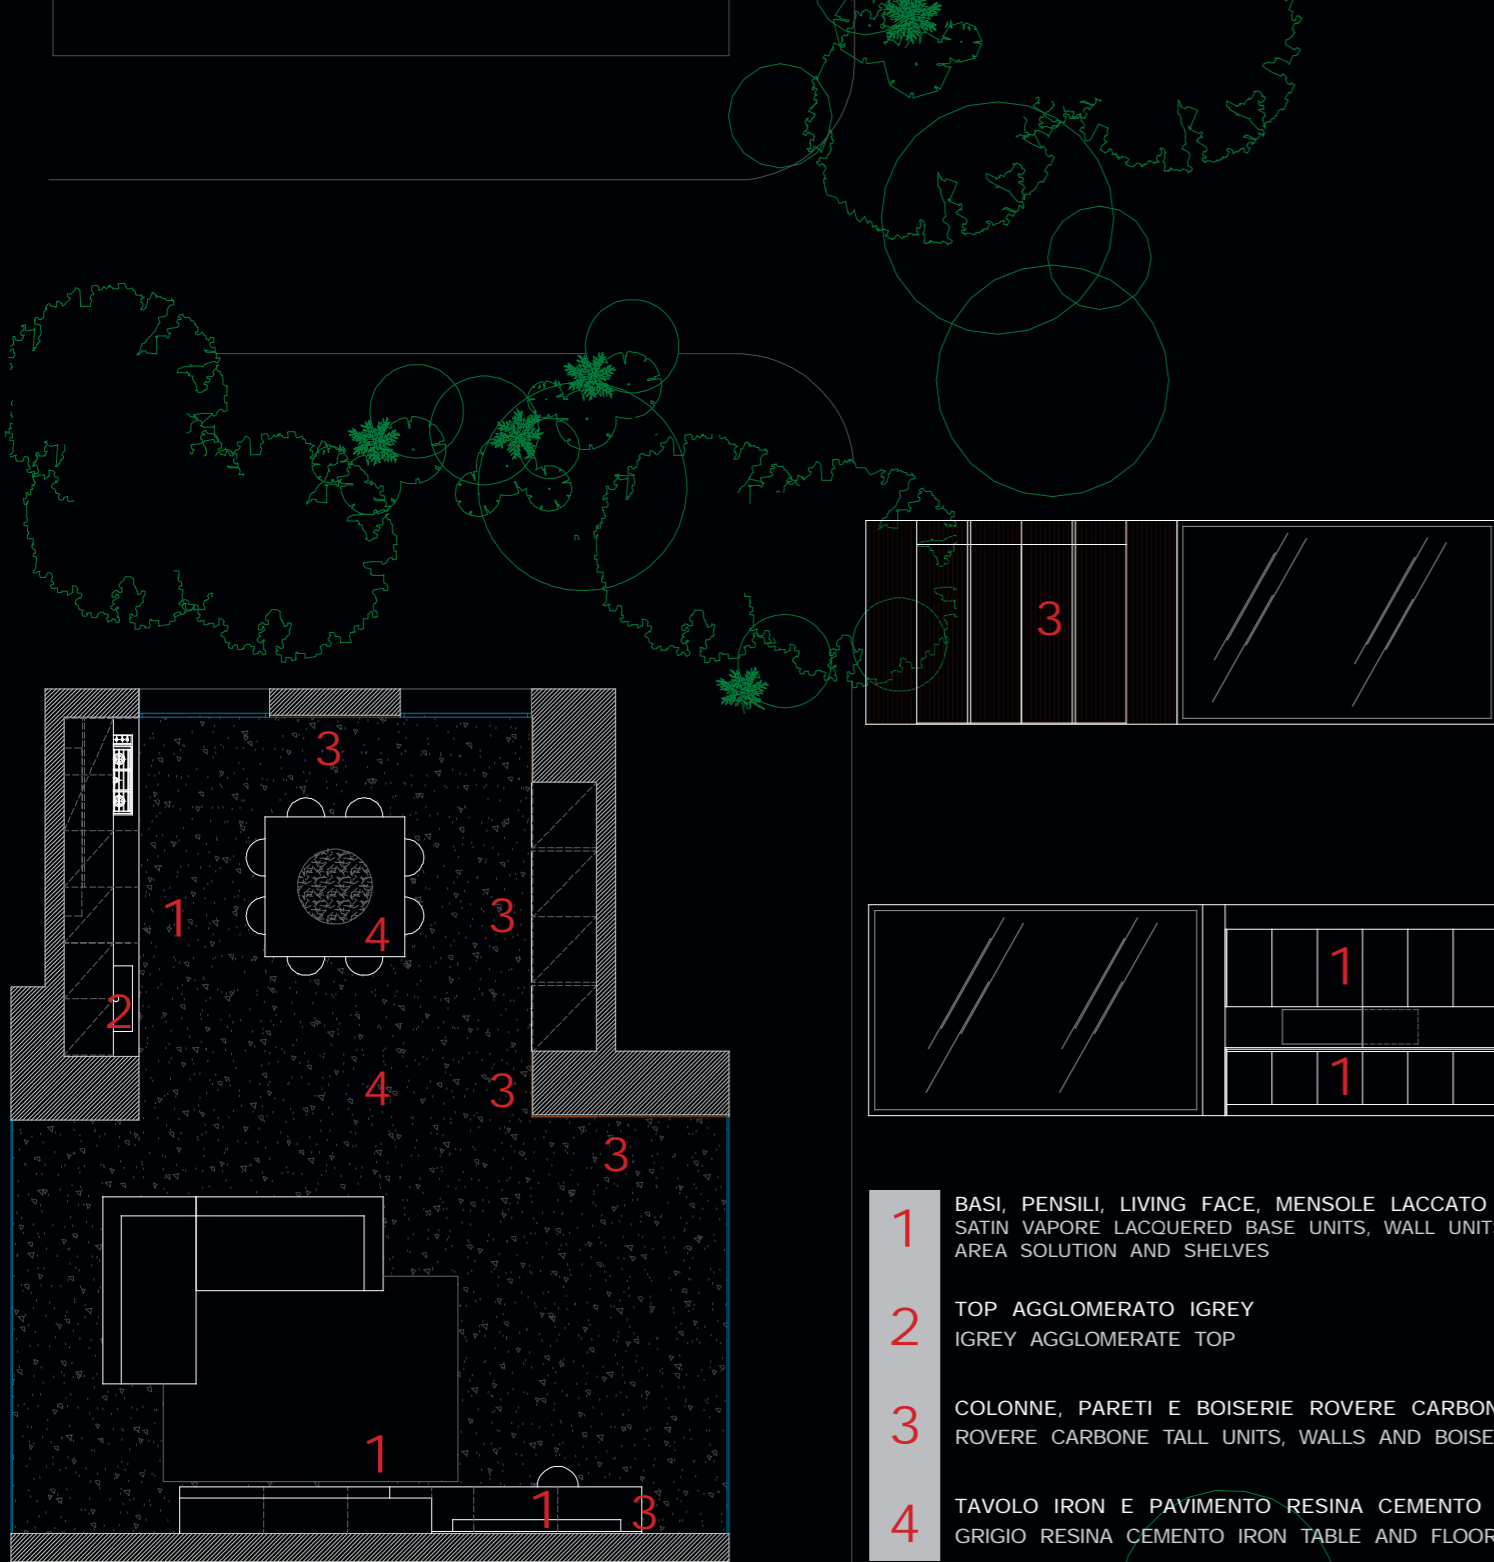 3
3
1
4
3
2
4
3
3
1
1
3
1
1
1
BASI, PENSILI, LIVING FACE, MENSOLE LACCATO
SATIN VAPORE LACQUERED BASE UNITS, WALL
AREA SOLUTION AND SHELVES
2
TOP AGGLOMERATO IGREY
IGREY AGGLOMERATE TOP
3
COLONNE, PARETI E BOISERIE ROVERE
ROVERE CARBONE TALL UNITS, WALLS AND
4
TAVOLO IRON E PAVIMENTO RESINA CEMENTO
GRIGIO RESINA CEMENTO IRON TABLE AND FLOOR